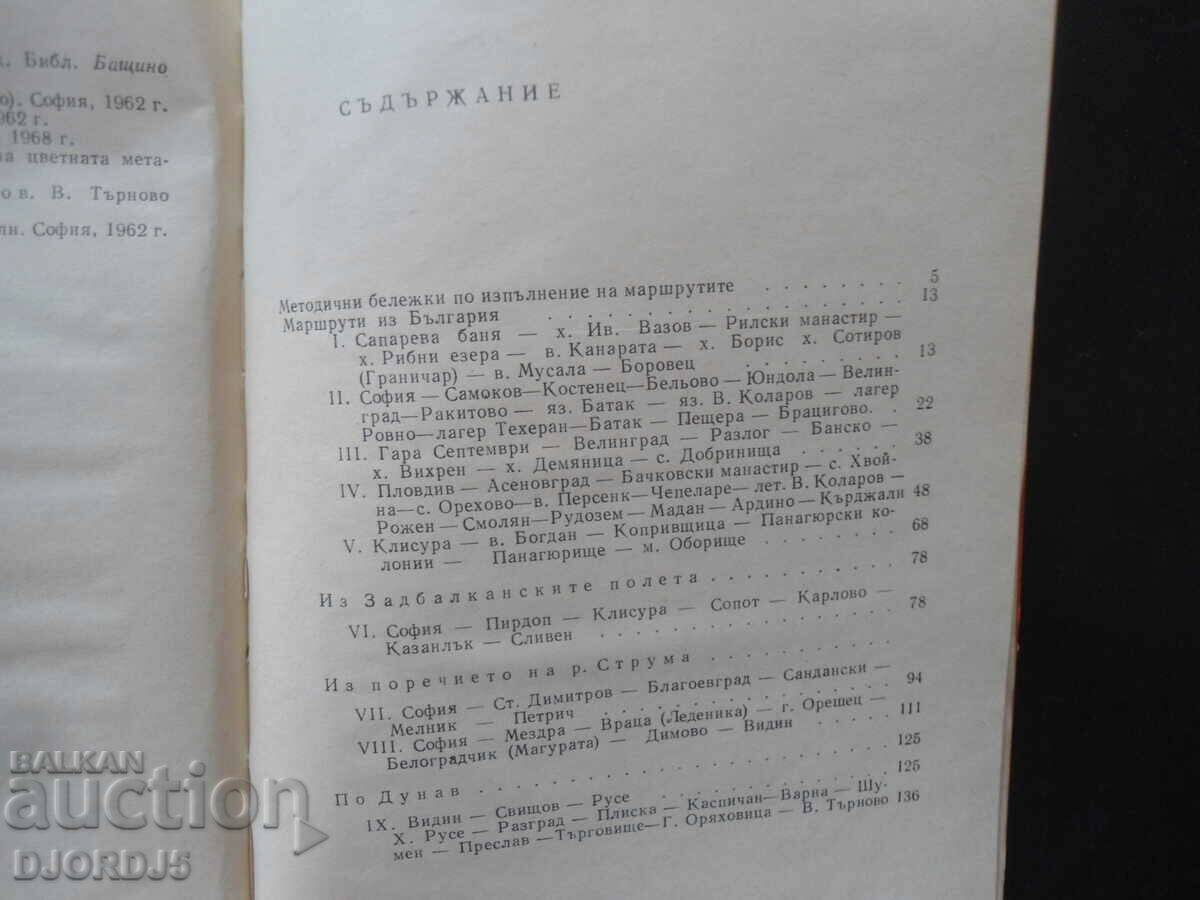 . Библ. Бащино
о). София, 1962 г.
962 г.
1968 г.
на цветната мета-
о в. В. Търново
ян. София, 1962 г.
СЪДЪРЖАНИЕ
Методични бележки по изпълнение на маршрутите . . . . . . . . 5
Маршрути из България . . . . . . . . . . . . . . . 13
I. Сапарева баня — х. Ив. Вазов — Рилски манастир —
х. Рибни езера — в. Канарата — х. Борис х. Сотиров
(Граничар) — в. Мусала — Боровец . . . . . . . . 13
II. София — Самоков—Костенец—Бельово—Юндола—Велин-
град—Ракитово — яз. Батак — яз. В. Коларов — лагер
Ровно—лагер Техеран—Батак — Пещера — Брацигово. . 22
III. Гара Септември — Велинград — Разлог — Банско —
х. Вихрен — х. Демяница — с. Добринища . . . . . 38
IV. Пловдив — Асеновград — Бачковски манастир — с. Хвой-
на—с. Орехово—в. Персенк—Чепеларе—лет. В. Коларов —
Рожен—Смолян—Рудозем—Мадан—Ардино—Кърджали 48
V. Клисура — в. Богдан — Копривщица — Панагюрски ко-
лонии — Панагюрище — м. Оборище . . . . . . . . 68
Из Задбалканските полета . . . . . . . . . . . 78
VI. София — Пирдоп — Клисура — Сопот — Карлово —
Казанлък — Сливен . . . . . . . . . . . . . . 78
Из поречието на р. Струма . . . . . . . . . . .
VII. София — Ст. Димитров — Благоевград — Сандански —
Мелник — Петрич . . . . . . . . . . . . . . . 94
VIII. София — Мездра — Враца (Леденика) — г. Орешец —
Белоградчик (Магурата) — Димово — Видин . . . . . 111
По Дунав . . . . . . . . . . . . . . . . . . . 125
IX. Видин — Свищов — Русе . . . . . . . . . . . . 125
X. Русе — Разград — Плиска — Каспичан—Варна — Шу-
мен — Преслав —Търговище—Г. Оряховица — В. Търново 136
BALKAN
auction
DJORDJ5